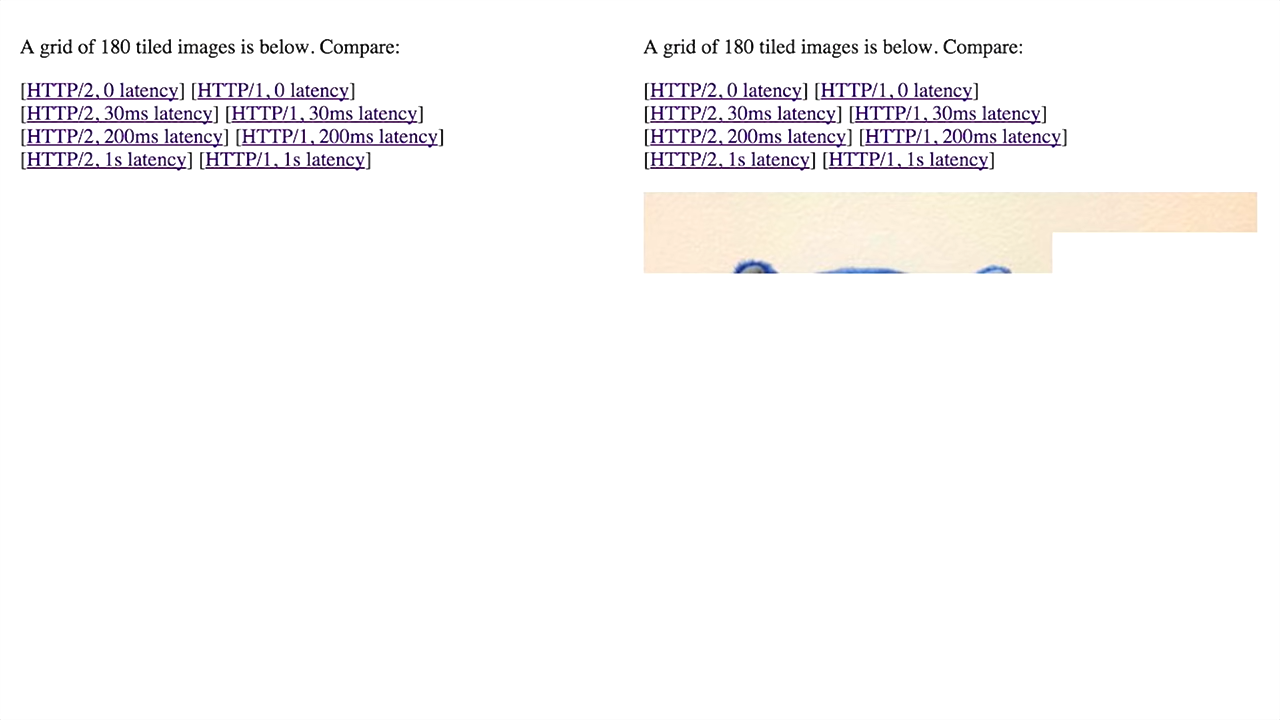 A grid of 180 tiled images is below. Compare:
[HTTP/2, 0 latency] [HTTP/1, 0 latency]
[HTTP/2, 30ms latency] [HTTP/1, 30ms latency]
[HTTP/2, 200ms latency] [HTTP/1, 200ms latency]
[HTTP/2, 1s latency] [HTTP/1, 1s latency]
A grid of 180 tiled images is below. Compare:
[HTTP/2, 0 latency] [HTTP/1, 0 latency]
[HTTP/2, 30ms latency] [HTTP/1, 30ms latency]
[HTTP/2, 200ms latency] [HTTP/1, 200ms latency]
[HTTP/2, 1s latency] [HTTP/1, 1s latency]